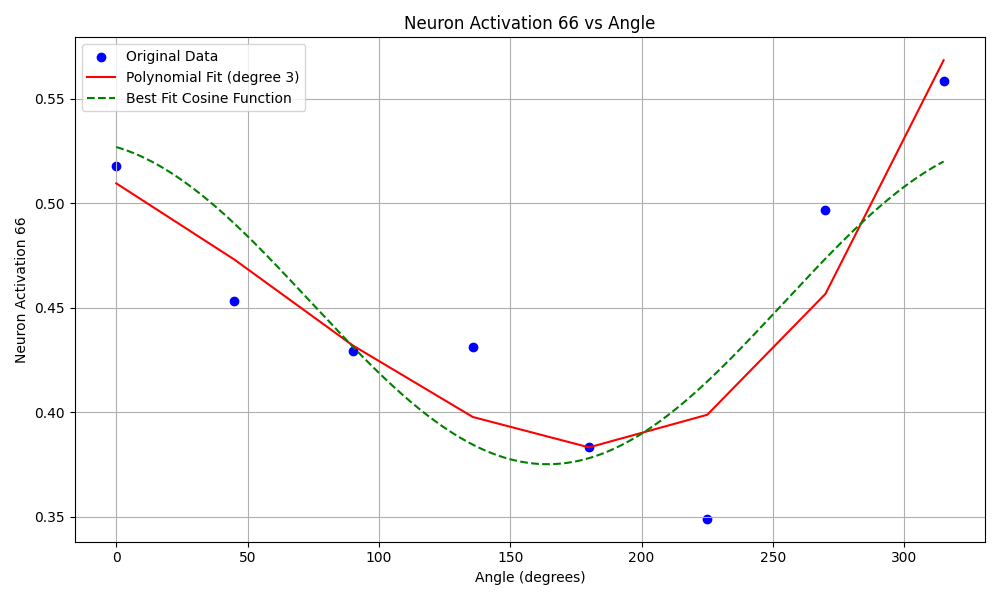 Neuron Activation 66 vs Angle
Original Data
Polynomial Fit (degree 3)
Best Fit Cosine Function
Neuron Activation 66
0.55
0.50
0.45
0.40
0.35
0 50 100 150 200 250 300
Angle (degrees)